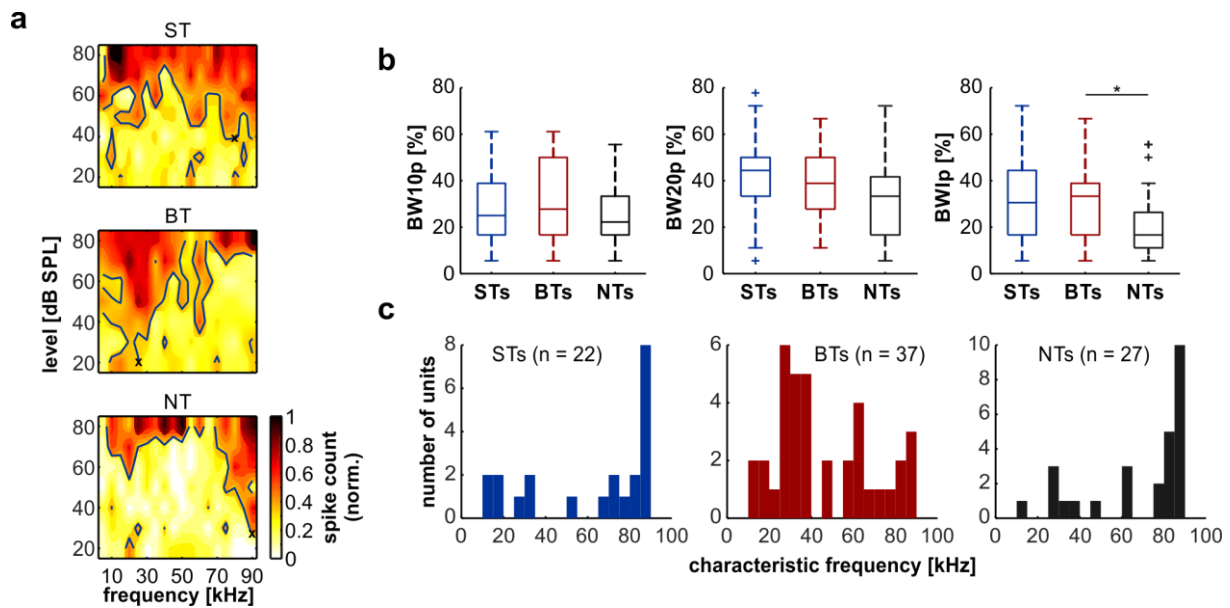 a
ST
80
60
40
20
BT
80
60
40
20
level [dB SPL]
NT
80
60
40
20
10 30 50 70 90
frequency [kHz]
1
0.8
0.6
0.4
0.2
0
spike count
(norm.)
b
BW10p [%]
80
60
40
20
0
STs BTs NTs
BW20p [%]
80
60
40
20
0
STs BTs NTs
BWlp [%]
80
60
40
20
0
*
STs BTs NTs
c
number of units
8
6
4
2
0
STs (n = 22)
0 20 40 60 80 100
6
4
2
0
BTs (n = 37)
0 20 40 60 80 100
10
8
6
4
2
0
NTs (n = 27)
0 20 40 60 80 100
characteristic frequency [kHz]